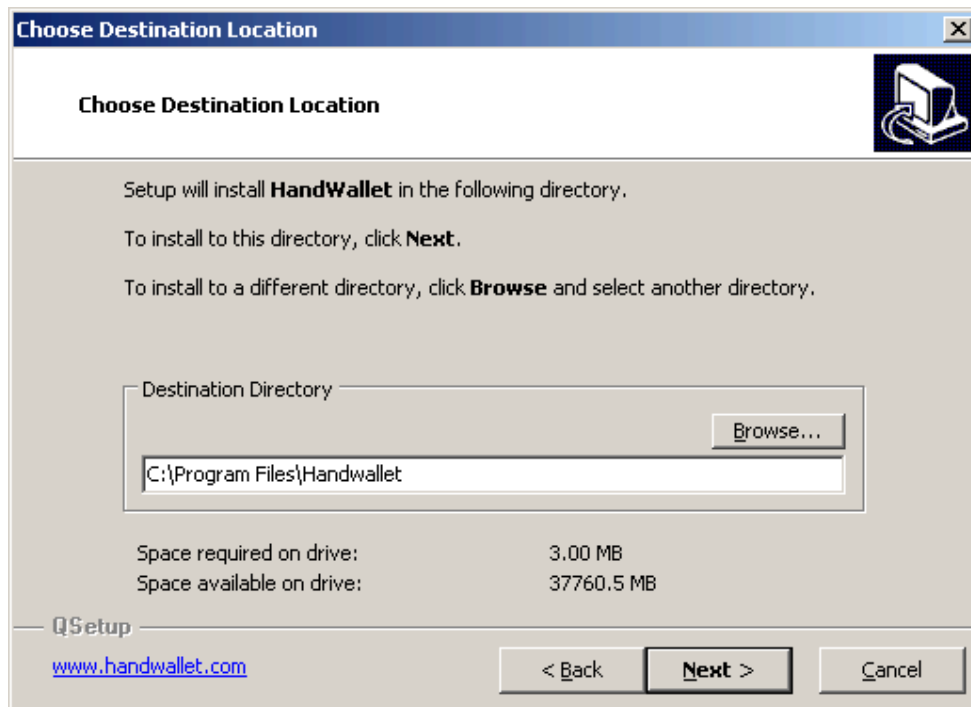 Choose Destination Location
Choose Destination Location
Setup will install HandWallet in the following directory.
To install to this directory, click Next.
To install to a different directory, click Browse and select another directory.
Destination Directory
Browse...
C:\Program Files\Handwallet
Space required on drive: 3.00 MB
Space available on drive: 37760.5 MB
QSetup
www.handwallet.com < Back Next > Cancel